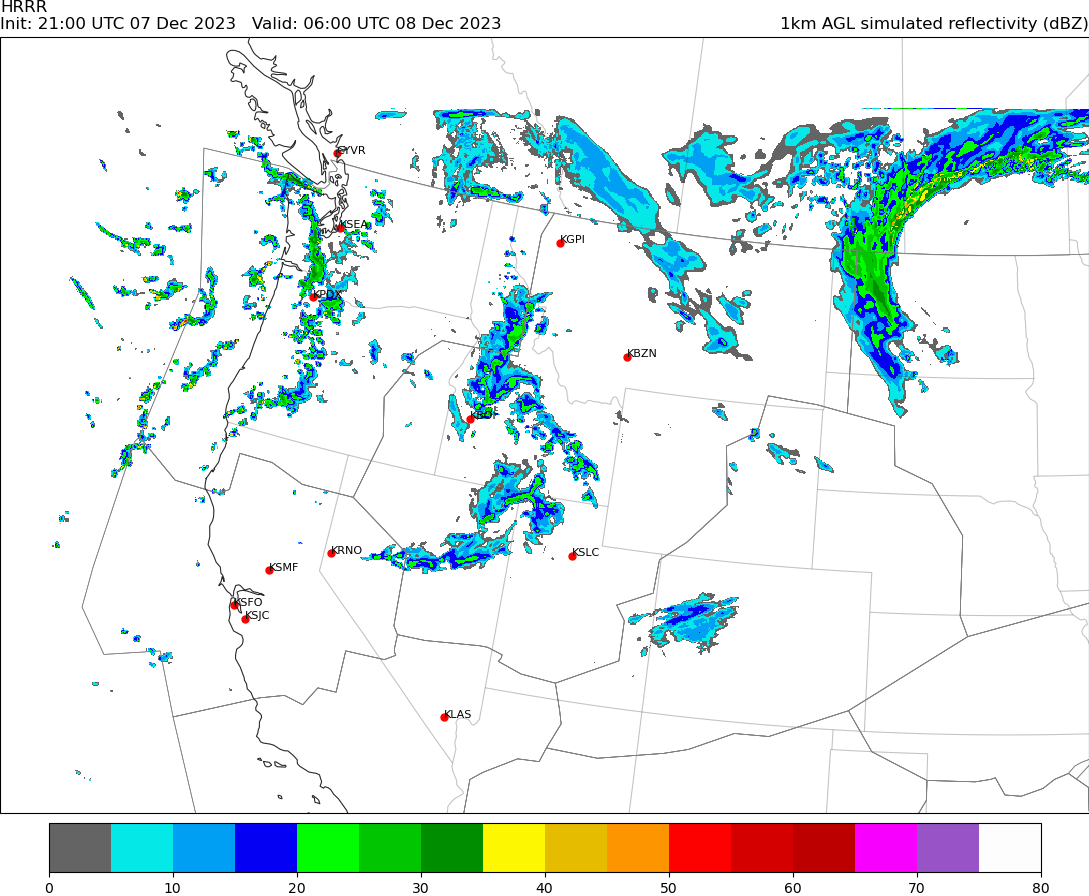 HRRR
Init: 21:00 UTC 07 Dec 2023   Valid: 06:00 UTC 08 Dec 2023   1km AGL simulated reflectivity (dBZ)
CYVR
KSEA
KGPI
KPDX
KBZN
KBOI
KRNO
KSLC
KSMF
KSFO
KSJC
KLAS
0 10 20 30 40 50 60 70 80